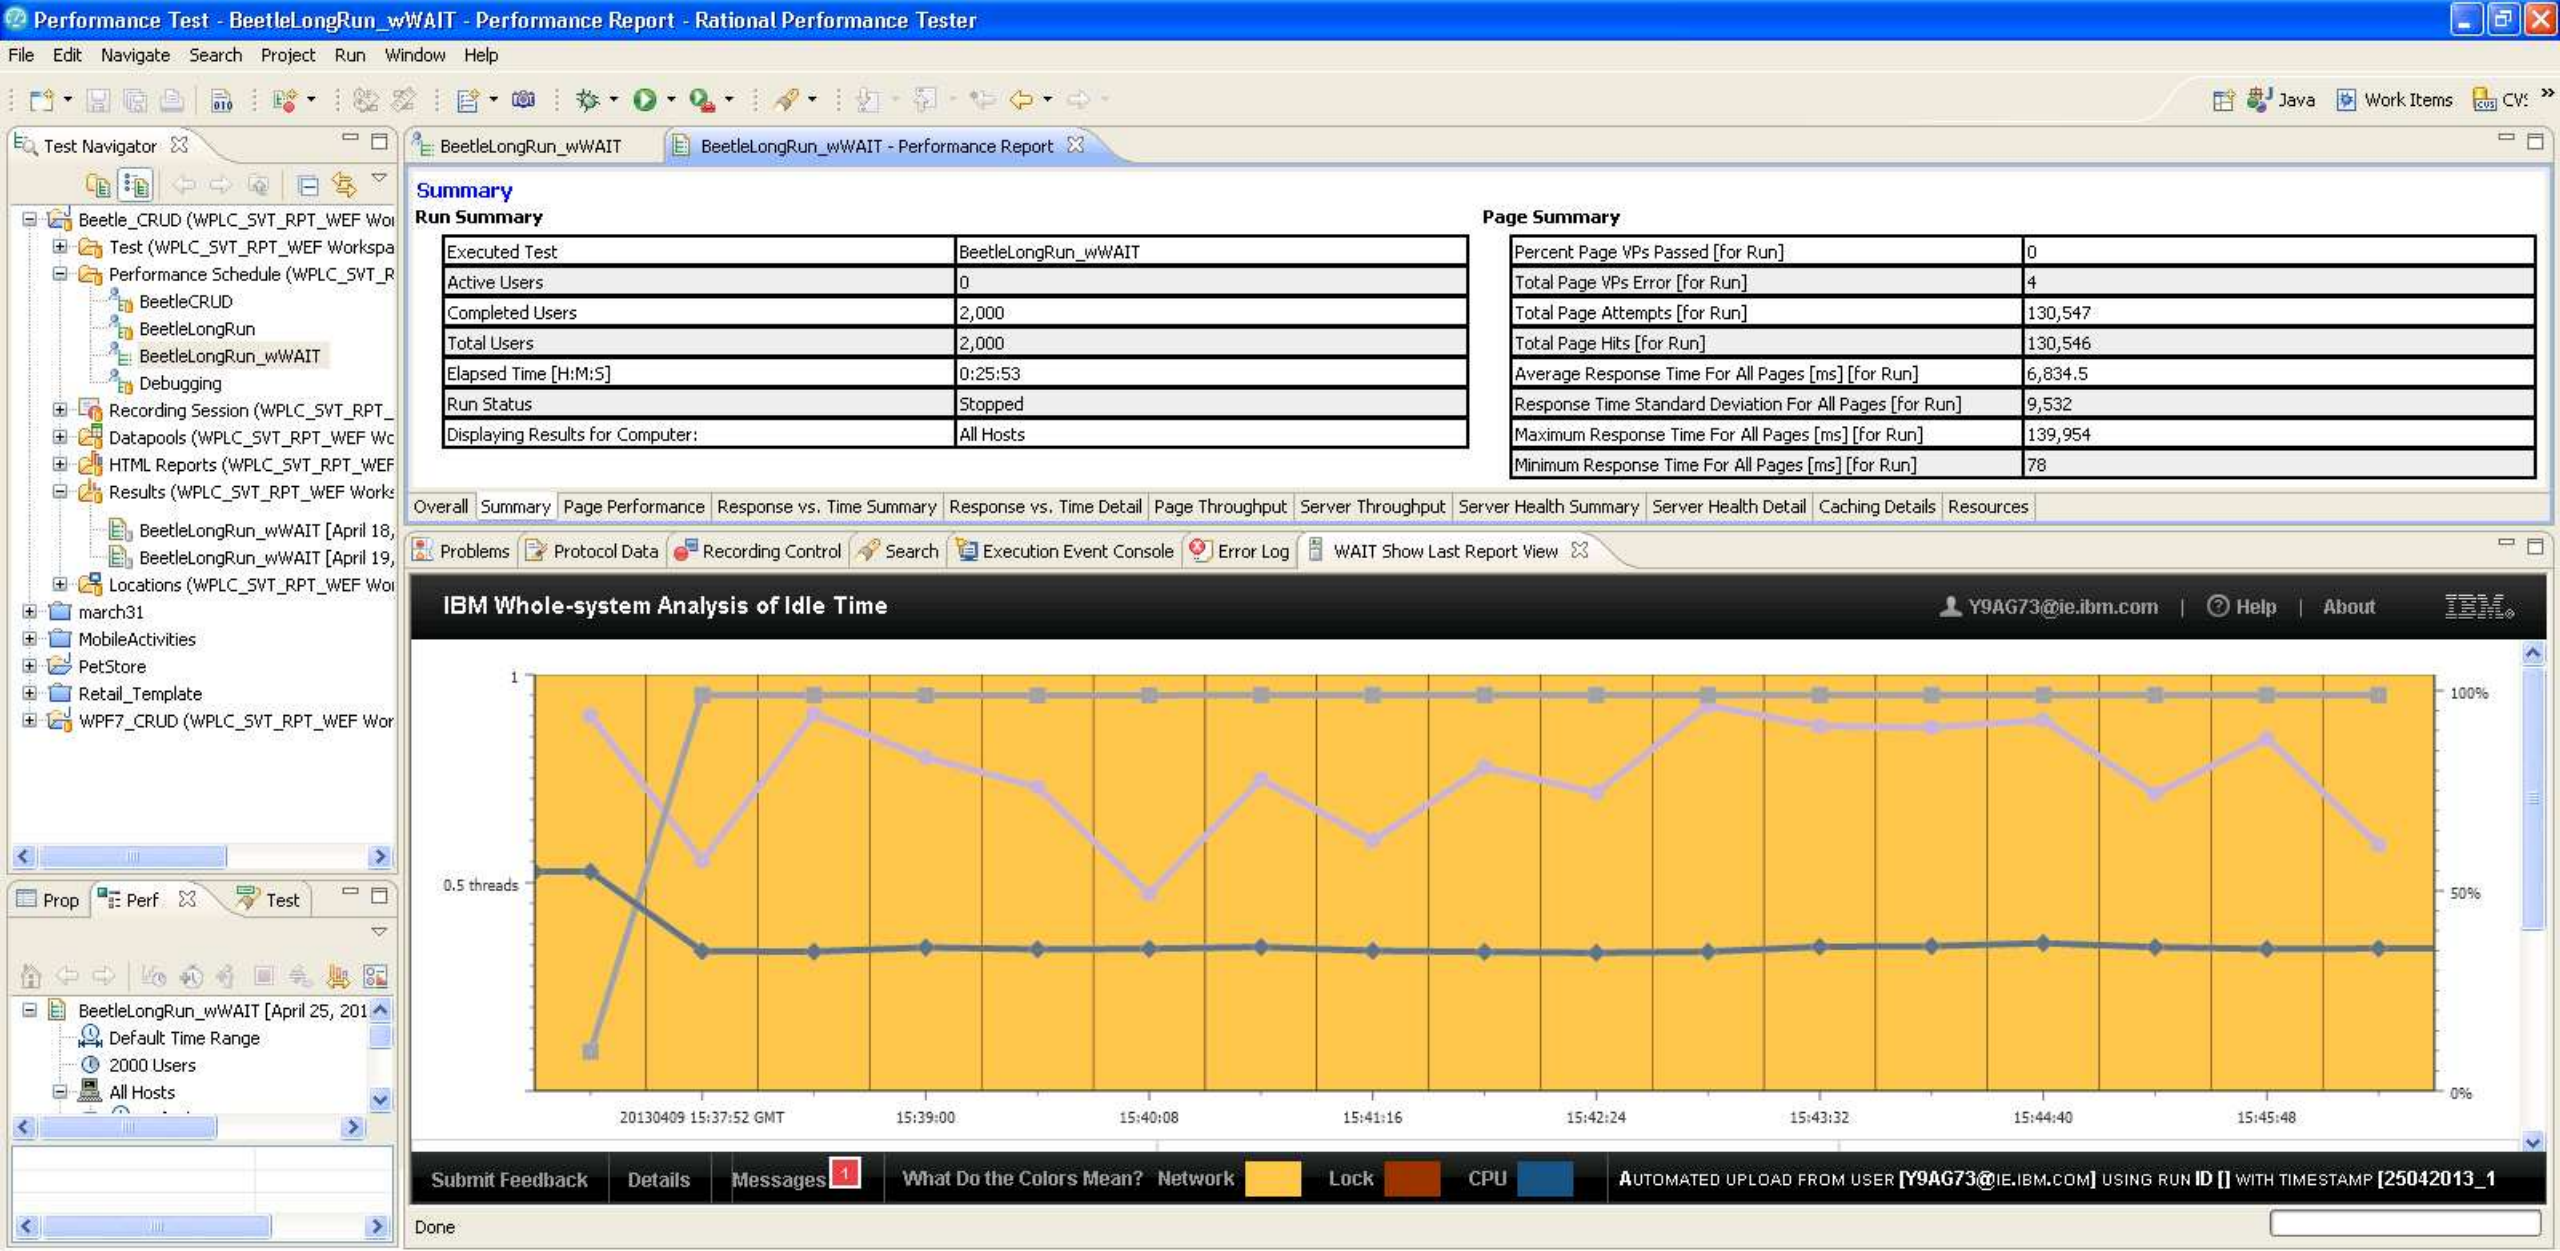 Performance Test - BeetleLongRun_wWAIT - Performance Report - Rational Performance Tester
File Edit Navigate Search Project Run Window Help
Java Work Items CVS
Test Navigator
Beetle_CRUD (WPLC_SVT_RPT_WEF Wor
Test (WPLC_SVT_RPT_WEF Workspa
Performance Schedule (WPLC_SVT_R
BeetleCRUD
BeetleLongRun
BeetleLongRun_wWAIT
Debugging
Recording Session (WPLC_SVT_RPT_
Datapools (WPLC_SVT_RPT_WEF Wc
HTML Reports (WPLC_SVT_RPT_WEF
Results (WPLC_SVT_RPT_WEF Works
BeetleLongRun_wWAIT [April 18,
BeetleLongRun_wWAIT [April 19,
Locations (WPLC_SVT_RPT_WEF Wor
march31
MobileActivities
PetStore
Retail_Template
WPF7_CRUD (WPLC_SVT_RPT_WEF Wor
Prop Perf Test
BeetleLongRun_wWAIT [April 25, 201
Default Time Range
2000 Users
All Hosts
BeetleLongRun_wWAIT BeetleLongRun_wWAIT - Performance Report
Summary
Run Summary
Executed Test BeetleLongRun_wWAIT
Active Users 0
Completed Users 2,000
Total Users 2,000
Elapsed Time [H:M:S] 0:25:53
Run Status Stopped
Displaying Results for Computer: All Hosts
Page Summary
Percent Page VPs Passed [for Run] 0
Total Page VPs Error [for Run] 4
Total Page Attempts [for Run] 130,547
Total Page Hits [for Run] 130,546
Average Response Time For All Pages [ms] [for Run] 6,834.5
Response Time Standard Deviation For All Pages [for Run] 9,532
Maximum Response Time For All Pages [ms] [for Run] 139,954
Minimum Response Time For All Pages [ms] [for Run] 78
Overall Summary Page Performance Response vs. Time Summary Response vs. Time Detail Page Throughput Server Throughput Server Health Summary Server Health Detail Caching Details Resources
Problems Protocol Data Recording Control Search Execution Event Console Error Log WAIT Show Last Report View
IBM Whole-system Analysis of Idle Time Y9AG73@ie.ibm.com | Help | About IBM
1 100%
0.5 threads 50%
0%
20130409 15:37:52 GMT 15:39:00 15:40:08 15:41:16 15:42:24 15:43:32 15:44:40 15:45:48
Submit Feedback Details Messages 1 What Do the Colors Mean? Network Lock CPU AUTOMATED UPLOAD FROM USER [Y9AG73@IE.IBM.COM] USING RUN ID [] WITH TIMESTAMP [25042013_1
Done